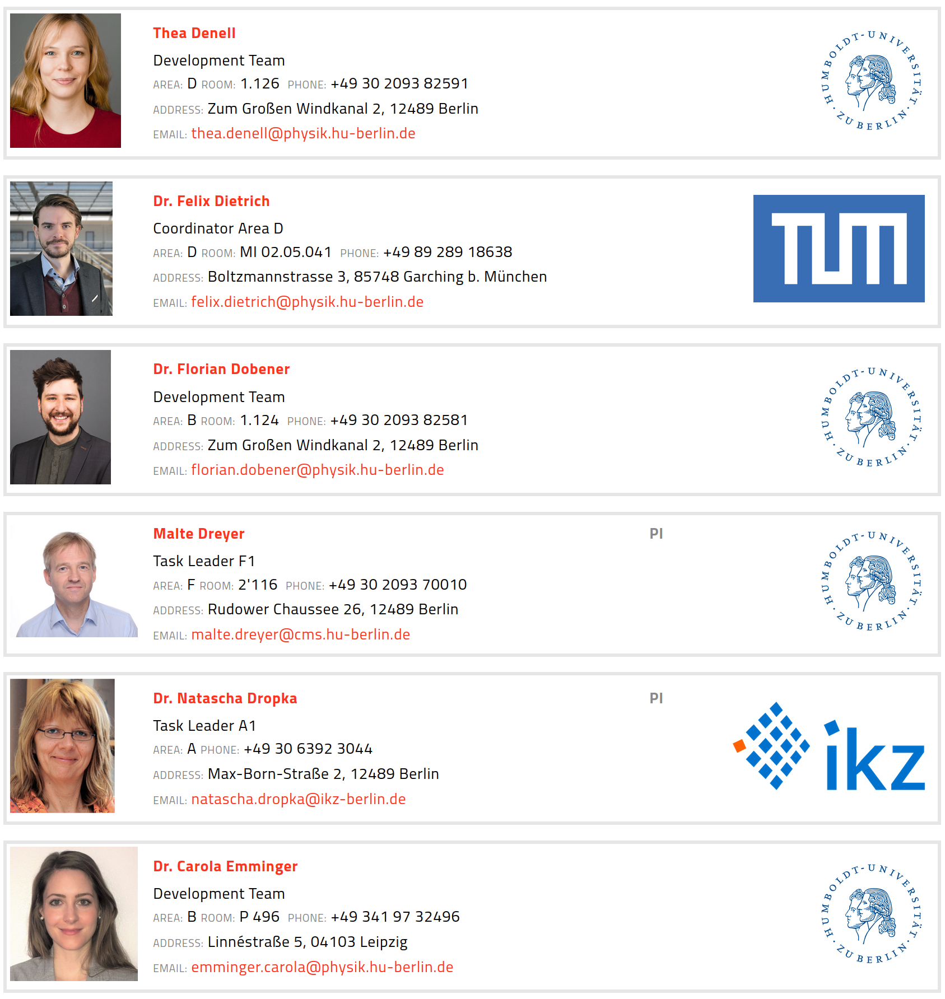 Thea Denell
Development Team
AREA: D ROOM: 1.126 PHONE: +49 30 2093 82591
ADDRESS: Zum Großen Windkanal 2, 12489 Berlin
EMAIL: thea.denell@physik.hu-berlin.de
HUMBOLDT-UNIVERSITÄT · ZU BERLIN ·
Dr. Felix Dietrich
Coordinator Area D
AREA: D ROOM: MI 02.05.041 PHONE: +49 89 289 18638
ADDRESS: Boltzmannstrasse 3, 85748 Garching b. München
EMAIL: felix.dietrich@physik.hu-berlin.de
TUM
Dr. Florian Dobener
Development Team
AREA: B ROOM: 1.124 PHONE: +49 30 2093 82581
ADDRESS: Zum Großen Windkanal 2, 12489 Berlin
EMAIL: florian.dobener@physik.hu-berlin.de
HUMBOLDT-UNIVERSITÄT · ZU BERLIN ·
Malte Dreyer PI
Task Leader F1
AREA: F ROOM: 2'116 PHONE: +49 30 2093 70010
ADDRESS: Rudower Chaussee 26, 12489 Berlin
EMAIL: malte.dreyer@cms.hu-berlin.de
HUMBOLDT-UNIVERSITÄT · ZU BERLIN ·
Dr. Natascha Dropka PI
Task Leader A1
AREA: A PHONE: +49 30 6392 3044
ADDRESS: Max-Born-Straße 2, 12489 Berlin
EMAIL: natascha.dropka@ikz-berlin.de
ikz
Dr. Carola Emminger
Development Team
AREA: B ROOM: P 496 PHONE: +49 341 97 32496
ADDRESS: Linnéstraße 5, 04103 Leipzig
EMAIL: emminger.carola@physik.hu-berlin.de
HUMBOLDT-UNIVERSITÄT · ZU BERLIN ·